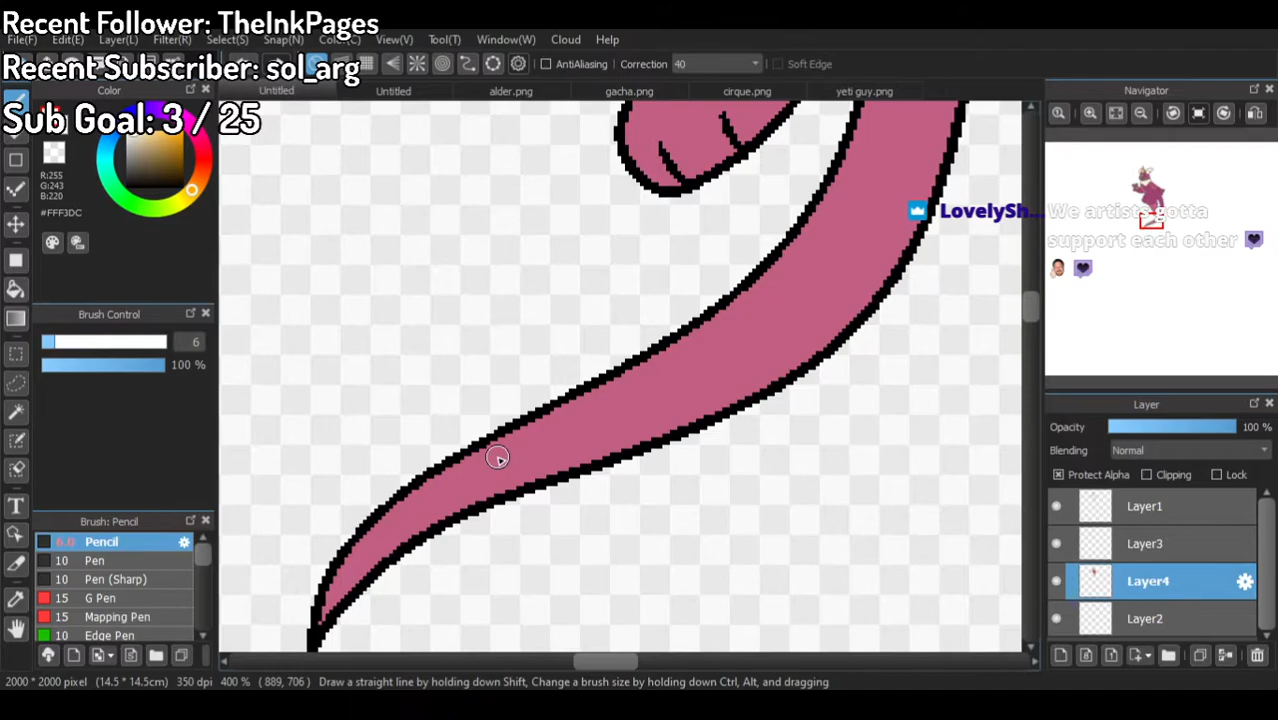 Recent Follower: TheInkPages
File(F) Edit(E) Layer(L) Filter(R) Select(S) Snap(N) Color(C) View(V) Tool(T) Window(W) Cloud Help
Recent Subscriber: sol_arg
AntiAliasing Correction 40 Soft Edge
Color
Untitled Untitled alder.png gacha.png cirque.png yeti guy.png
Navigator
Sub Goal: 3 / 25
R:255
G:243
B:220
#FFF3DC
LovelySh...
We artists gotta
support each other
Brush Control
6
100 %
Layer
Opacity 100 %
Blending Normal
Protect Alpha Clipping Lock
Layer1
Layer3
Layer4
Layer2
Brush: Pencil
6.0 Pencil
10 Pen
10 Pen (Sharp)
15 G Pen
15 Mapping Pen
10 Edge Pen
2000 * 2000 pixel (14.5 * 14.5cm) 350 dpi 400 % ( 889, 706 ) Draw a straight line by holding down Shift, Change a brush size by holding down Ctrl, Alt, and dragging